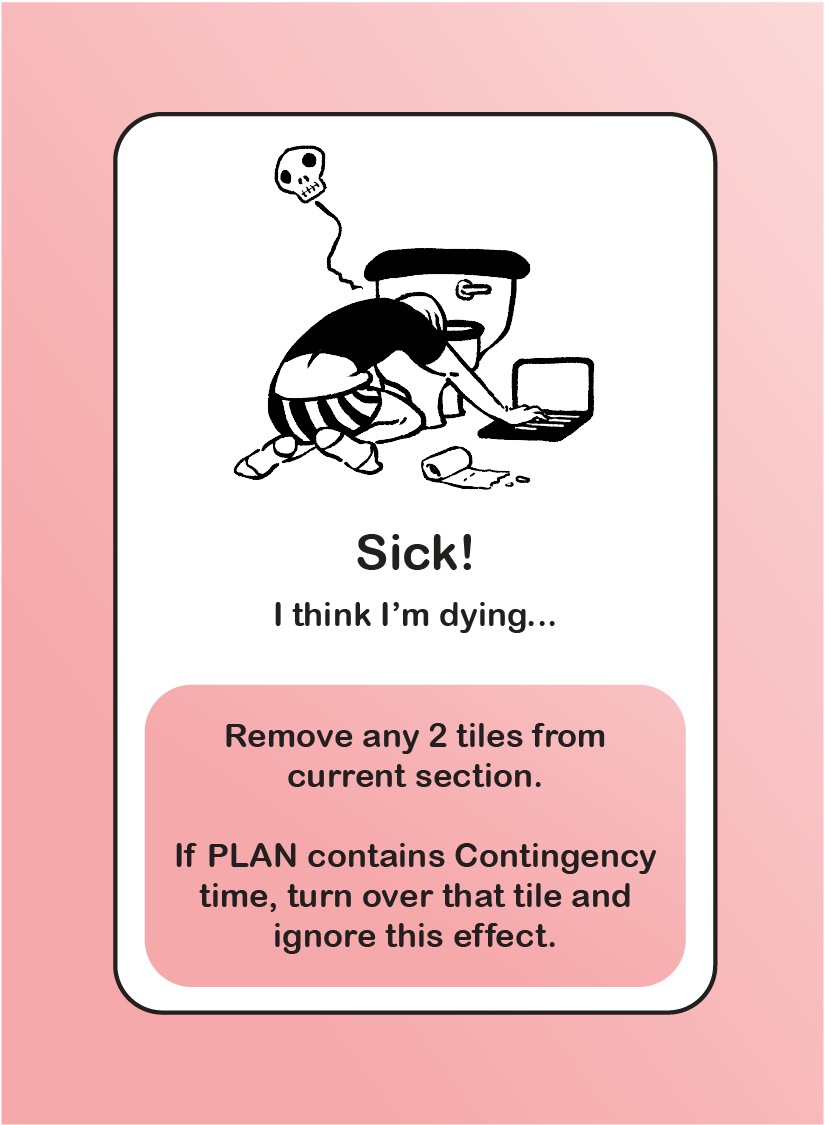 Sick!
I think I’m dying...
Remove any 2 tiles from
current section.
If PLAN contains Contingency
time, turn over that tile and
ignore this effect.